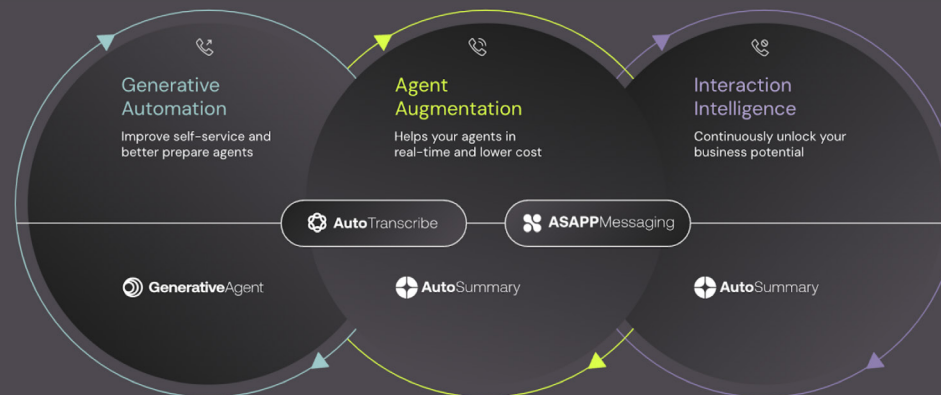 Generative
Automation
Improve self-service and
better prepare agents
Agent
Augmentation
Helps your agents in
real-time and lower cost
Interaction
Intelligence
Continuously unlock your
business potential
AutoTranscribe
ASAPPMessaging
GenerativeAgent
AutoSummary
AutoSummary